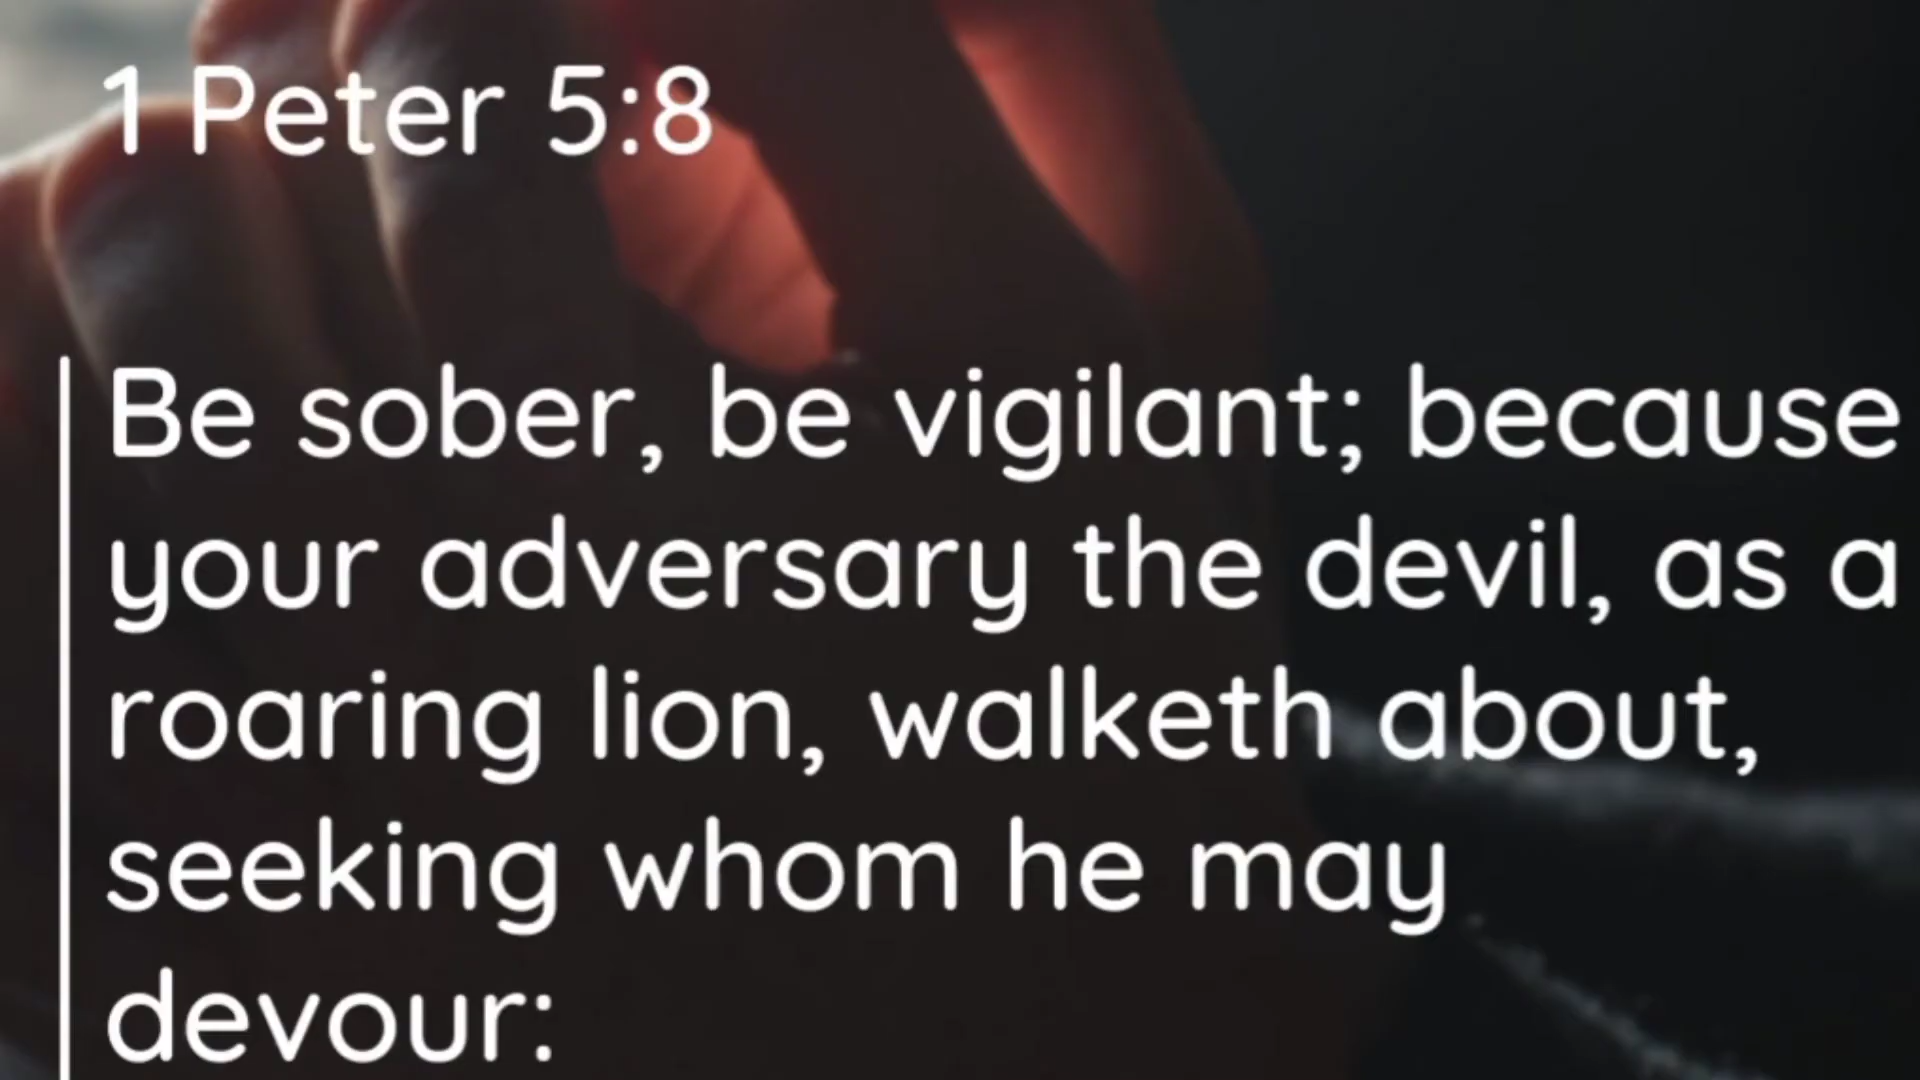 1 Peter 5:8
Be sober, be vigilant; because
your adversary the devil, as a
roaring lion, walketh about,
seeking whom he may
devour: